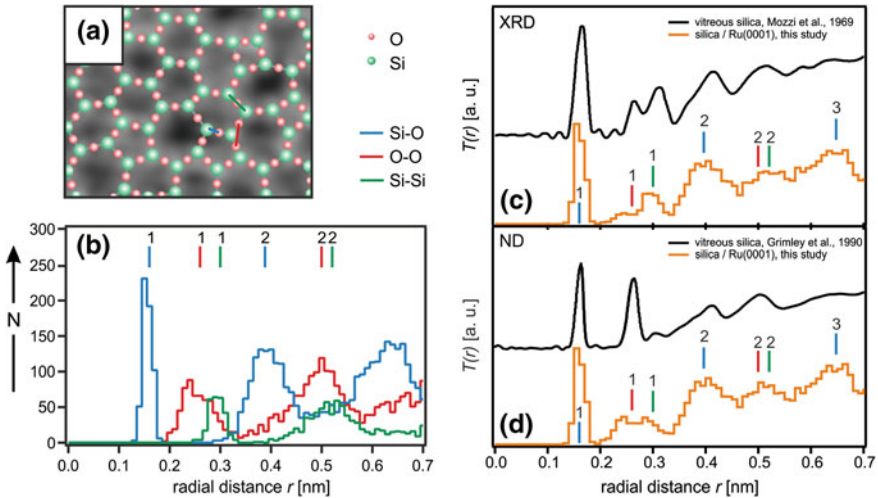 (a)
O
Si
Si-O
O-O
Si-Si
(b)
300
250
200
150
100
50
0
N
1
1
1
2
2
2
0.0
0.1
0.2
0.3
0.4
0.5
0.6
0.7
radial distance r [nm]
XRD
vitreous silica, Mozzi et al., 1969
silica / Ru(0001), this study
T(r) [a. u.]
1
1
1
2
2
2
3
(c)
ND
vitreous silica, Grimley et al., 1990
silica / Ru(0001), this study
T(r) [a. u.]
1
1
1
2
2
2
3
(d)
0.0
0.1
0.2
0.3
0.4
0.5
0.6
0.7
radial distance r [nm]